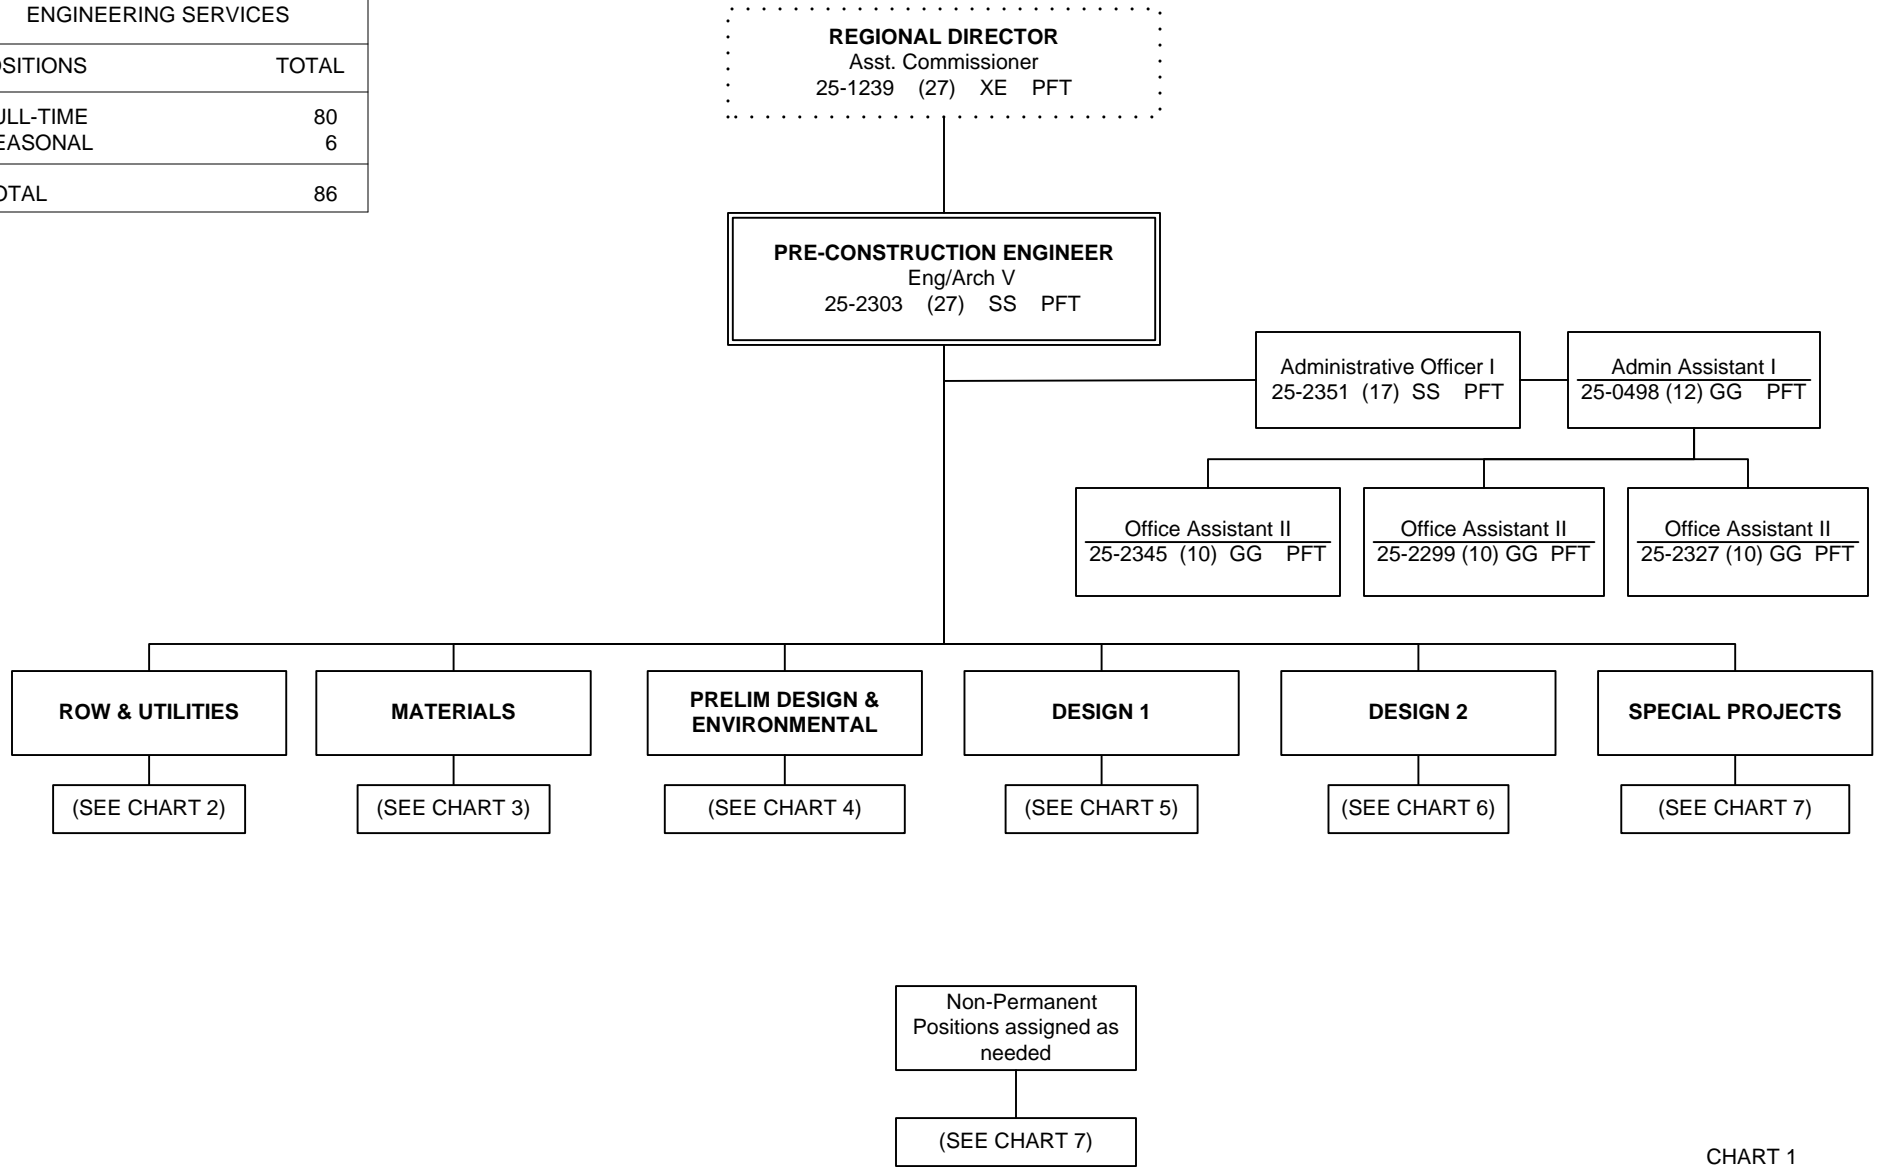 ENGINEERING SERVICES
OSITIONS TOTAL
ULL-TIME 80
EASONAL 6
OTAL 86
REGIONAL DIRECTOR
Asst. Commissioner
25-1239 (27) XE PFT
PRE-CONSTRUCTION ENGINEER
Eng/Arch V
25-2303 (27) SS PFT
Administrative Officer I
25-2351 (17) SS PFT
Admin Assistant I
25-0498 (12) GG PFT
Office Assistant II
25-2345 (10) GG PFT
Office Assistant II
25-2299 (10) GG PFT
Office Assistant II
25-2327 (10) GG PFT
ROW & UTILITIES
(SEE CHART 2)
MATERIALS
(SEE CHART 3)
PRELIM DESIGN &
ENVIRONMENTAL
(SEE CHART 4)
DESIGN 1
(SEE CHART 5)
DESIGN 2
(SEE CHART 6)
SPECIAL PROJECTS
(SEE CHART 7)
Non-Permanent
Positions assigned as
needed
(SEE CHART 7)
CHART 1